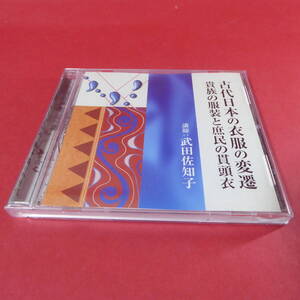 古代日本の衣服の変遷
貴族の服装と庶民の貫頭衣
講師：武田佐知子